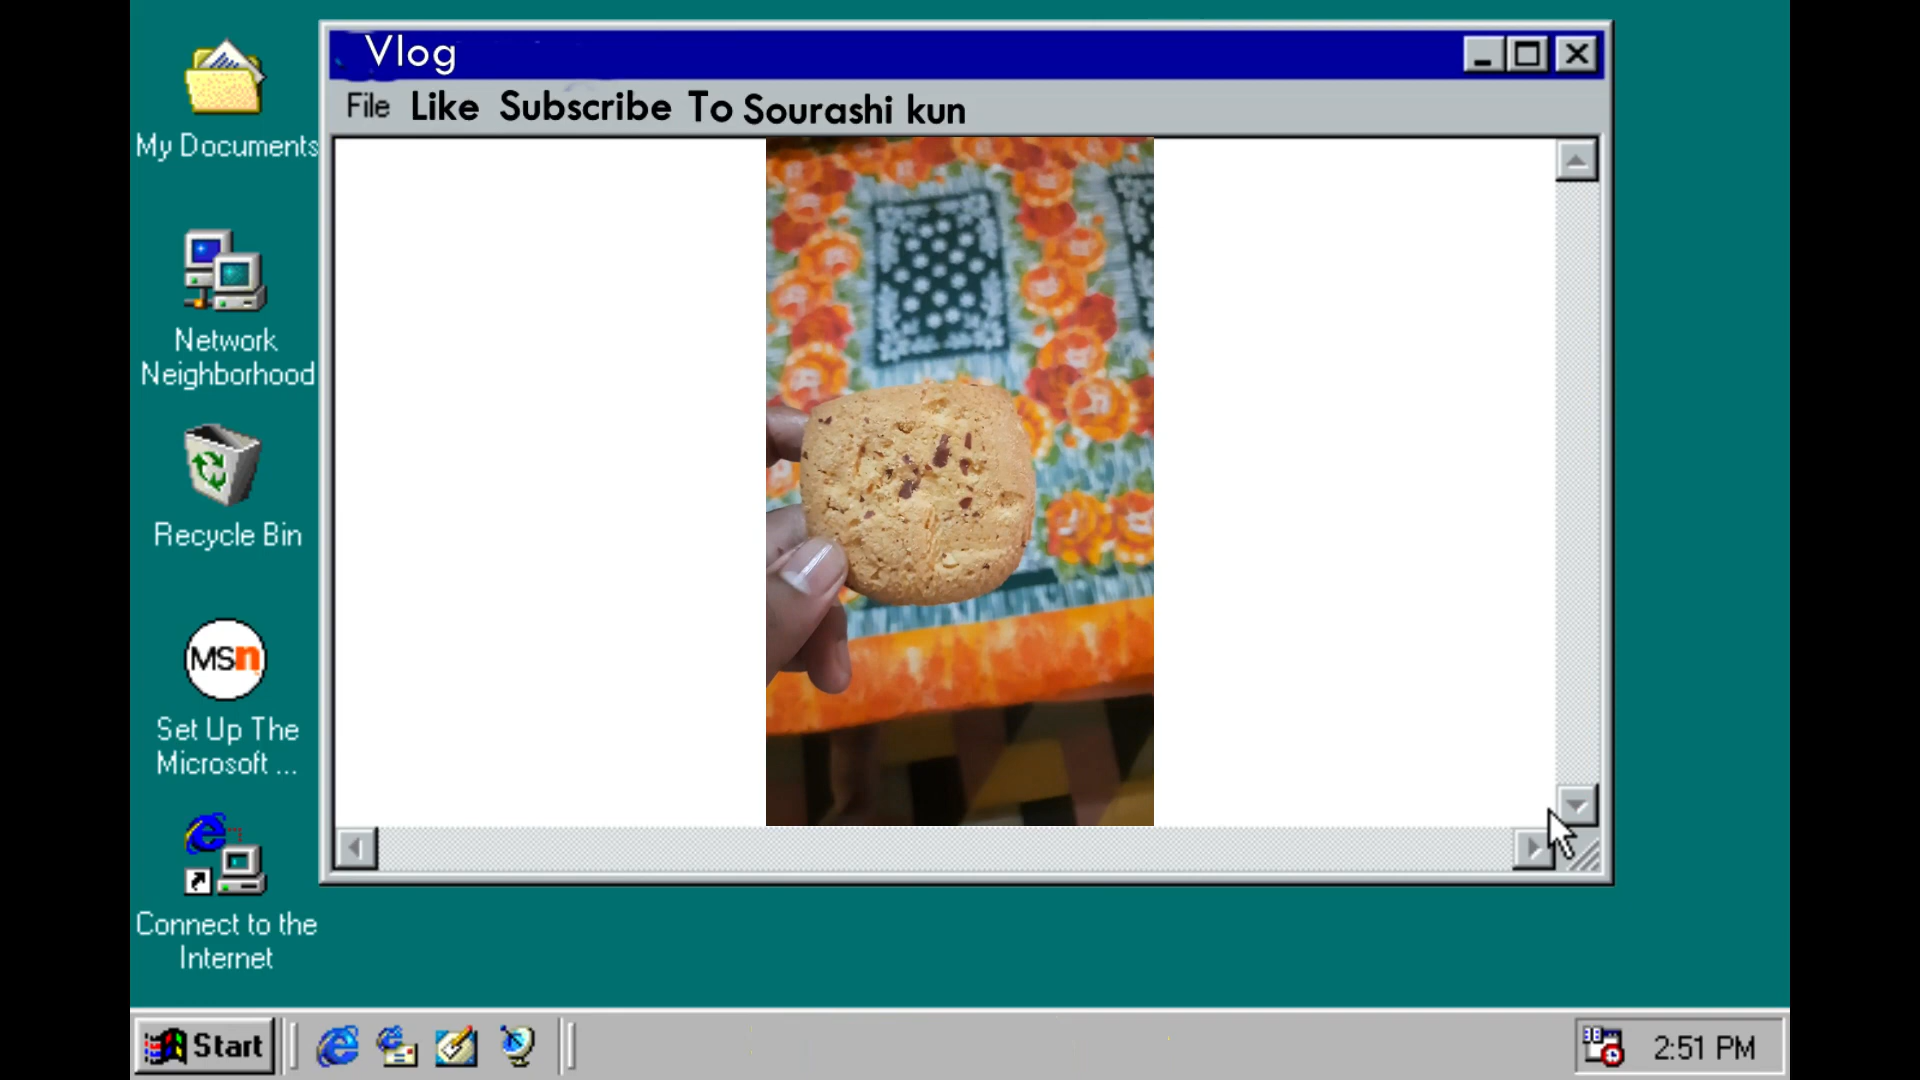 Vlog
File Like Subscribe To Sourashi kun
My Documents
Network
Neighborhood
Recycle Bin
MSn
Set Up The
Microsoft ...
Connect to the
Internet
Start
2:51 PM